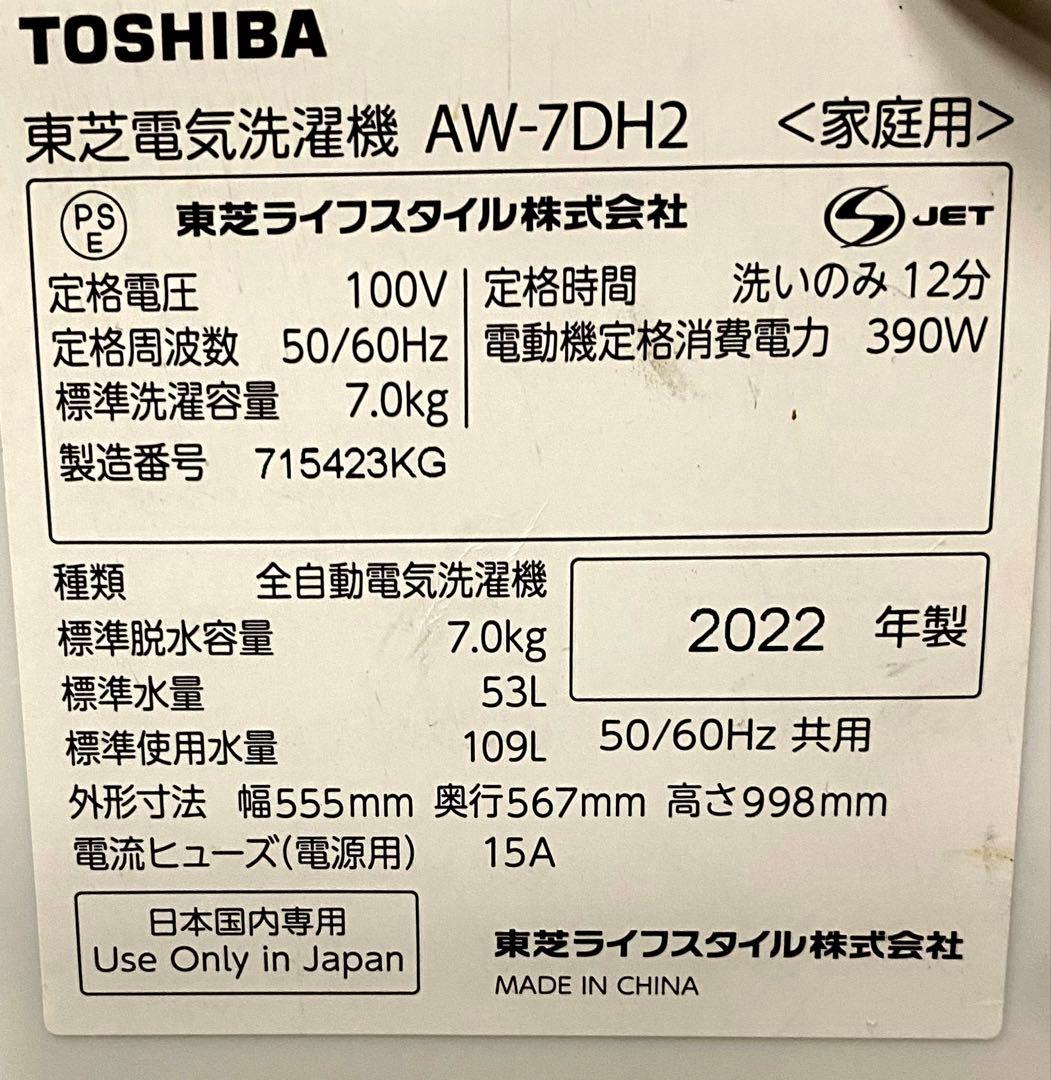 TOSHIBA
東芝電気洗濯機 AW-7DH2 <家庭用>
PS E 東芝ライフスタイル株式会社 S JET
定格電圧 100V 定格時間 洗いのみ 12分
定格周波数 50/60Hz 電動機定格消費電力 390W
標準洗濯容量 7.0kg
製造番号 715423KG
種類 全自動電気洗濯機
標準脱水容量 7.0kg 2022 年製
標準水量 53L
標準使用水量 109L 50/60Hz 共用
外形寸法 幅555mm 奥行567mm 高さ998mm
電流ヒューズ(電源用) 15A
日本国内専用
Use Only in Japan
東芝ライフスタイル株式会社
MADE IN CHINA